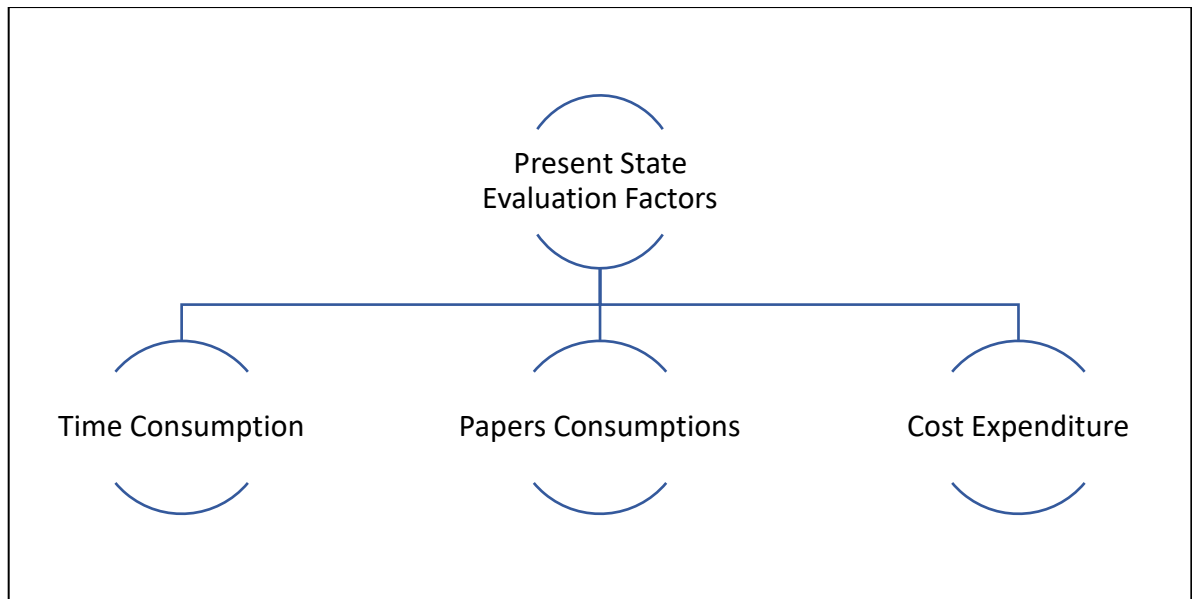 Present State
Evaluation Factors
Time Consumption
Papers Consumptions
Cost Expenditure